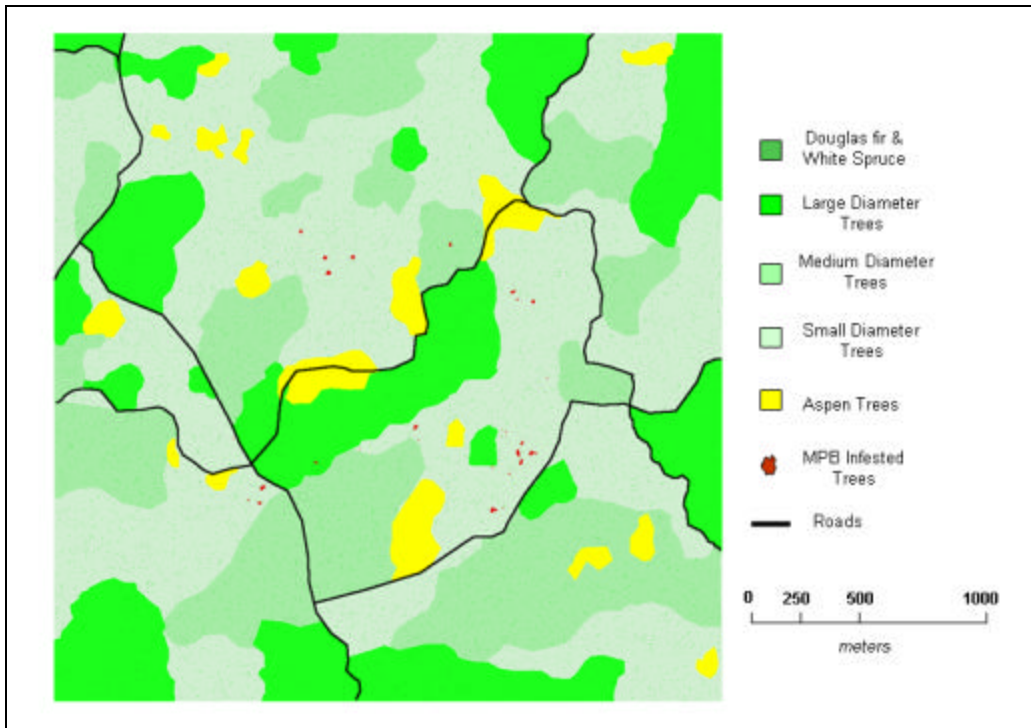 Douglas fir &
White Spruce
Large Diameter
Trees
Medium Diameter
Trees
Small Diameter
Trees
Aspen Trees
MPB Infested
Trees
Roads
0 250 500 1000
meters